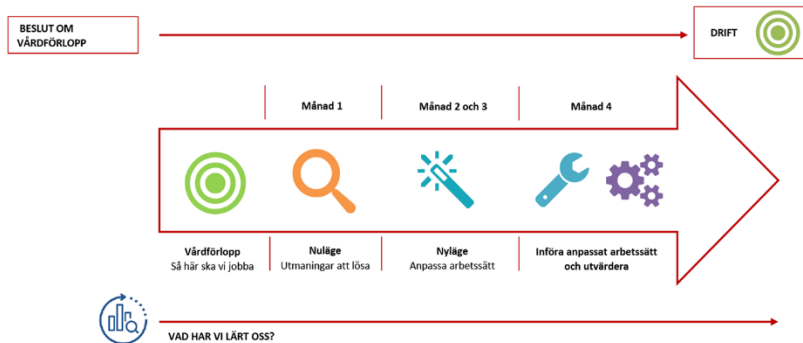 BESLUT OM
VÅRDFÖRLOPP
DRIFT
Månad 1
Månad 2 och 3
Månad 4
Vårdförlopp
Så här ska vi jobba
Nuläge
Utmaningar att lösa
Nyläge
Anpassa arbetssätt
Införa anpassat arbetssätt
och utvärdera
VAD HAR VI LÄRT OSS?